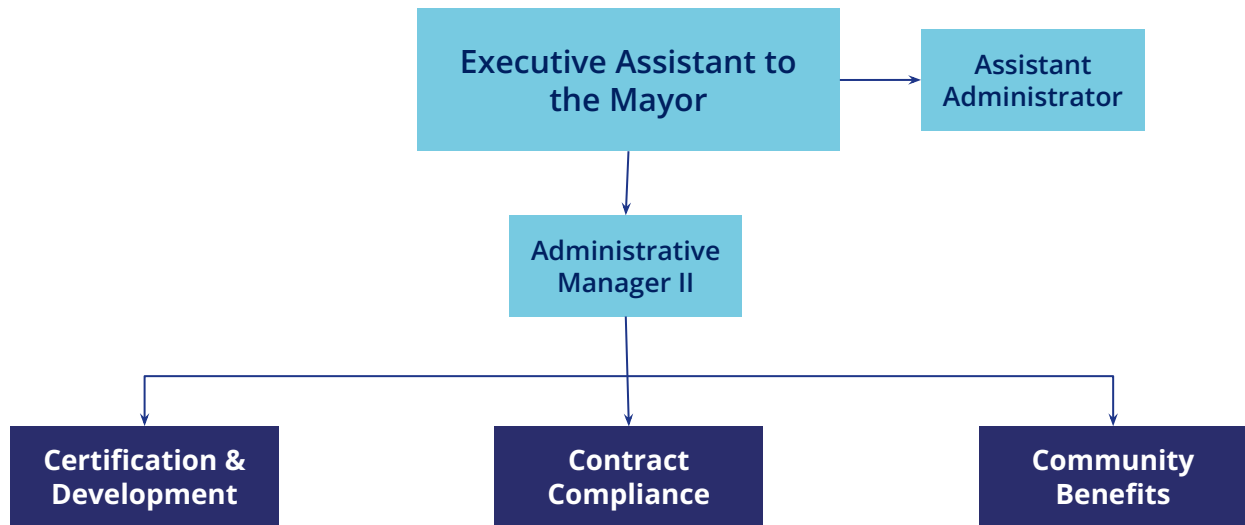 Executive Assistant to
the Mayor
Assistant
Administrator
Administrative
Manager II
Certification &
Development
Contract
Compliance
Community
Benefits